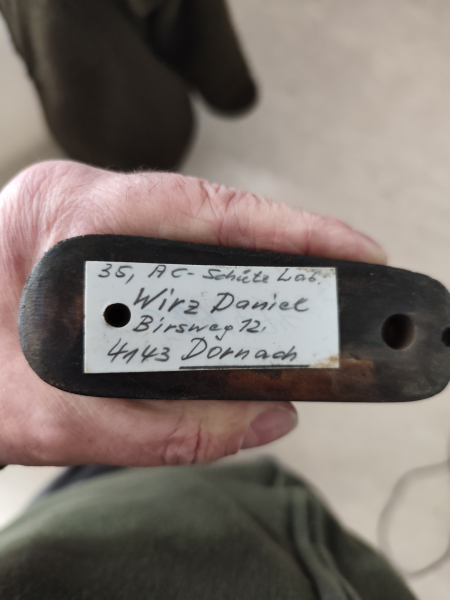 35, AC-Schütz Lab.
Wirz Daniel
Birsweg 12,
4143 Dornach